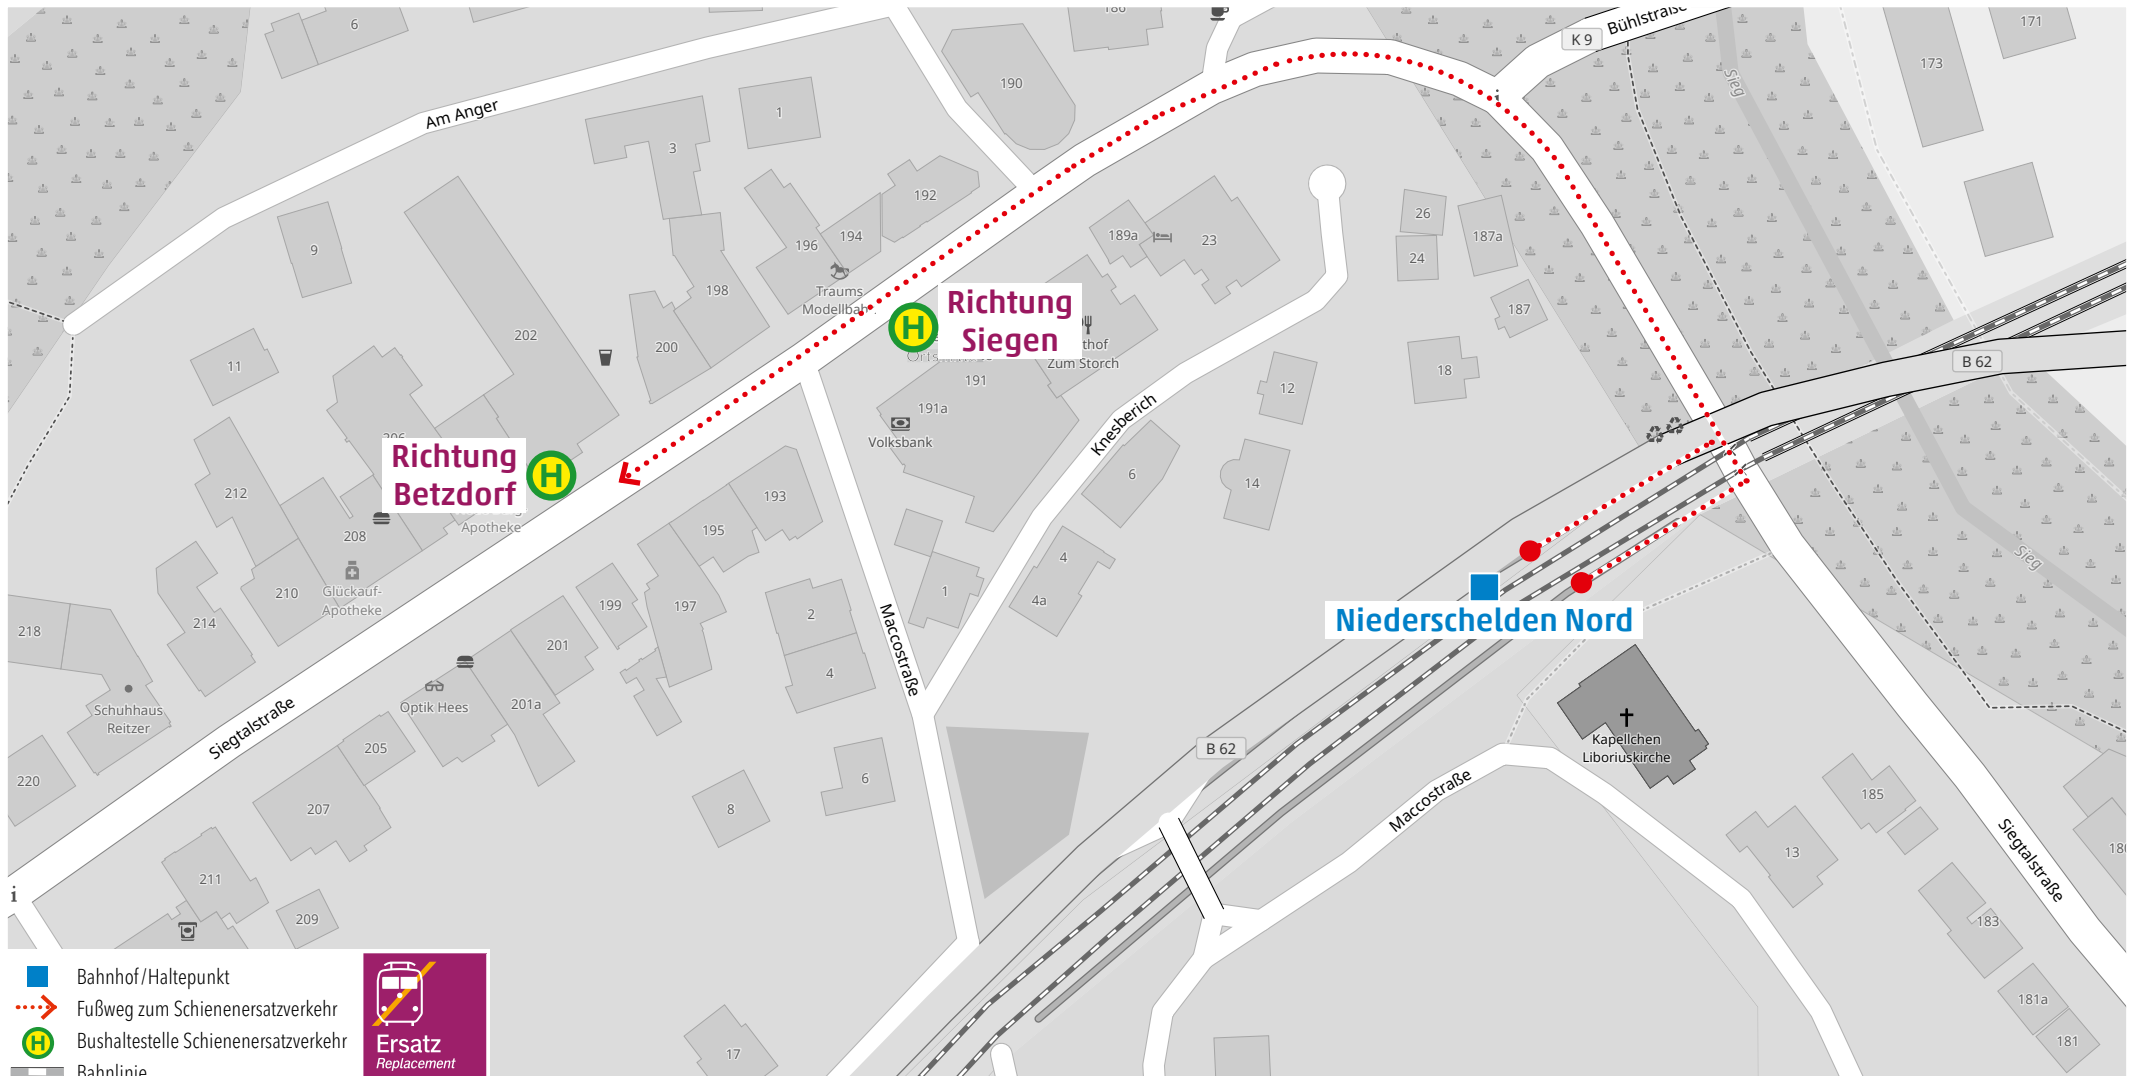 6
186
K 9
Bühlstraße
171
173
Sieg
190
1
Am Anger
3
192
194
196
189a
23
26
24
187a
187
9
198
Traums
Modellbah
Richtung
Siegen
202
200
thof
Zum Storch
11
191
191a
Volksbank
12
18
B 62
Knesberich
206
Richtung
Betzdorf
Apotheke
212
208
193
195
6
14
Glückauf-
Apotheke
210
214
218
199
197
201
201a
2
4
1
4
4a
Niederschelden Nord
Sieg
Maccostraße
Schuhhaus
Reitzer
Optik Hees
Siegtalstraße
205
207
220
6
8
B 62
Kapellchen
Liboriuskirche
Maccostraße
185
13
Siegtalstraße
183
181a
181
211
209
17
Bahnhof/Haltepunkt
Fußweg zum Schienenersatzverkehr
H
Bushaltestelle Schienenersatzverkehr
Bahnlinie
Ersatz
Replacement
H
H